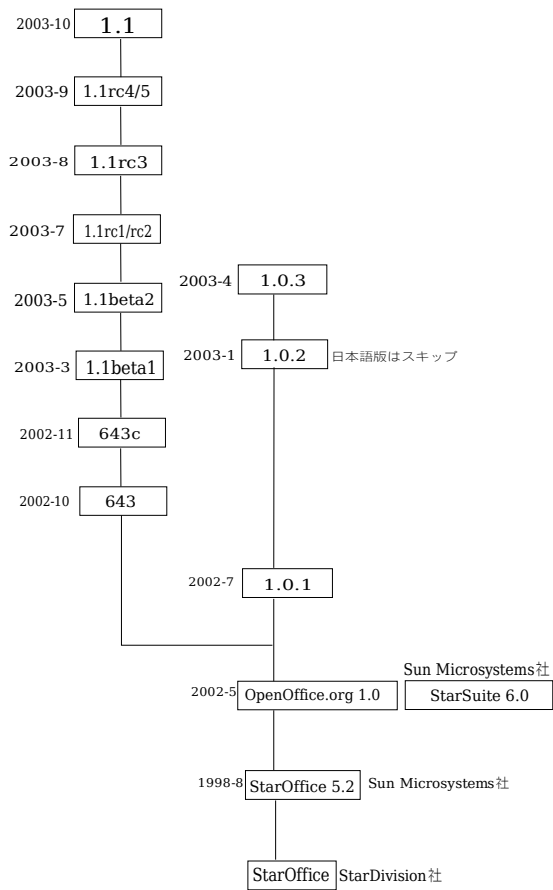 2003-10 1.1
2003-9 1.1rc4/5
2003-8 1.1rc3
2003-7 1.1rc1/rc2
2003-4 1.0.3
2003-5 1.1beta2
2003-1 1.0.2 日本語版はスキップ
2003-3 1.1beta1
2002-11 643c
2002-10 643
2002-7 1.0.1
Sun Microsystems社
2002-5 OpenOffice.org 1.0 StarSuite 6.0
1998-8 StarOffice 5.2 Sun Microsystems社
StarOffice StarDivision社